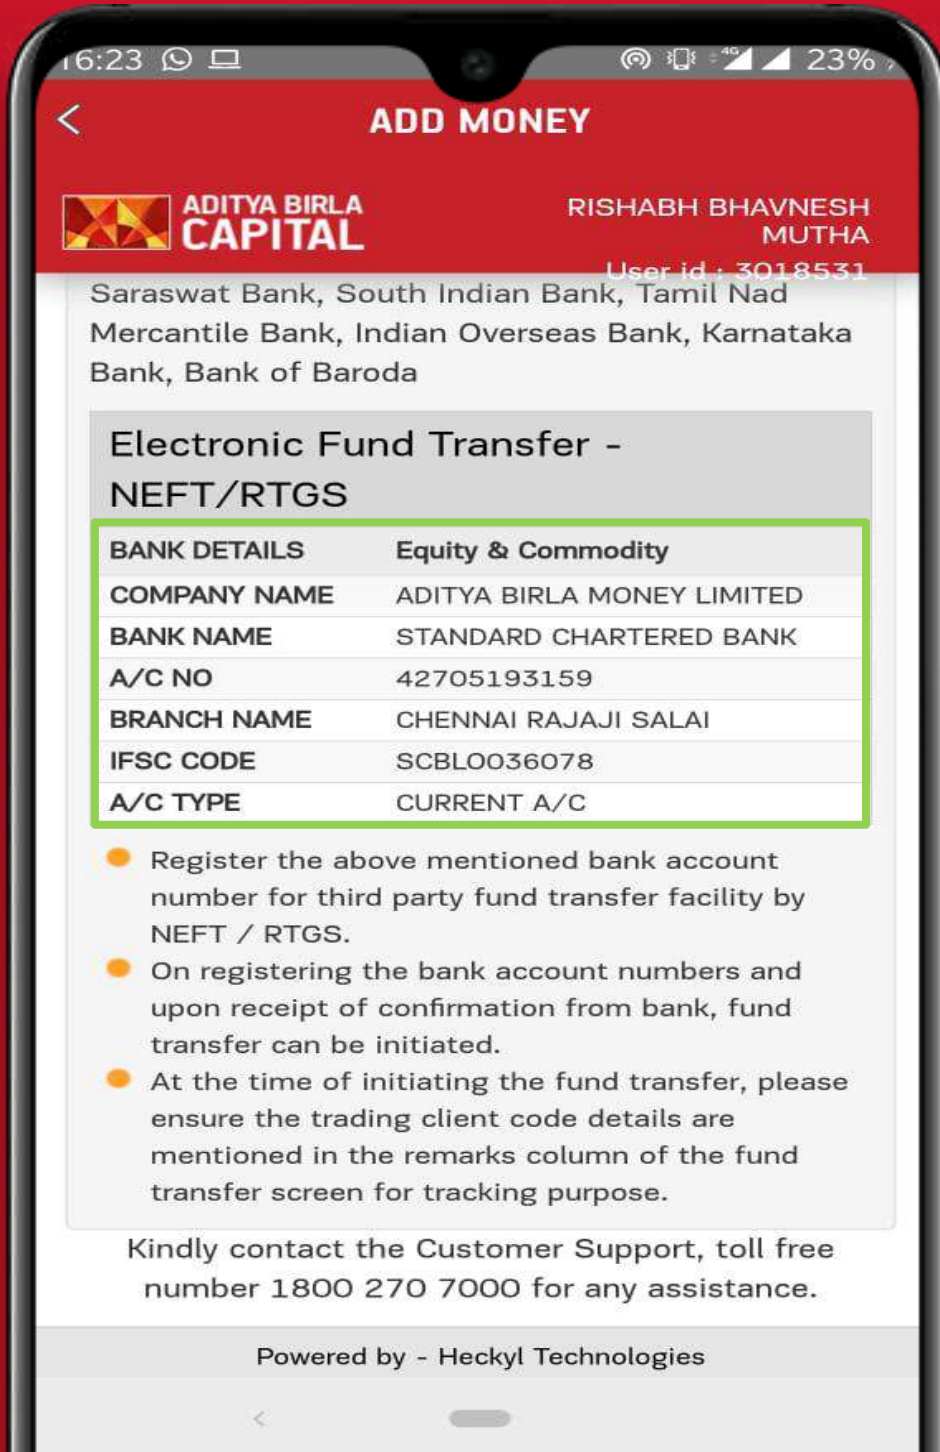 16:23 4G 23%
ADD MONEY
ADITYA BIRLA
CAPITAL
RISHABH BHAVNESH
MUTHA
User id : 3018531
Saraswat Bank, South Indian Bank, Tamil Nad
Mercantile Bank, Indian Overseas Bank, Karnataka
Bank, Bank of Baroda
Electronic Fund Transfer -
NEFT/RTGS
BANK DETAILS Equity & Commodity
COMPANY NAME ADITYA BIRLA MONEY LIMITED
BANK NAME STANDARD CHARTERED BANK
A/C NO 42705193159
BRANCH NAME CHENNAI RAJAJI SALAI
IFSC CODE SCBL0036078
A/C TYPE CURRENT A/C
Register the above mentioned bank account
number for third party fund transfer facility by
NEFT / RTGS.
On registering the bank account numbers and
upon receipt of confirmation from bank, fund
transfer can be initiated.
At the time of initiating the fund transfer, please
ensure the trading client code details are
mentioned in the remarks column of the fund
transfer screen for tracking purpose.
Kindly contact the Customer Support, toll free
number 1800 270 7000 for any assistance.
Powered by - Heckyl Technologies